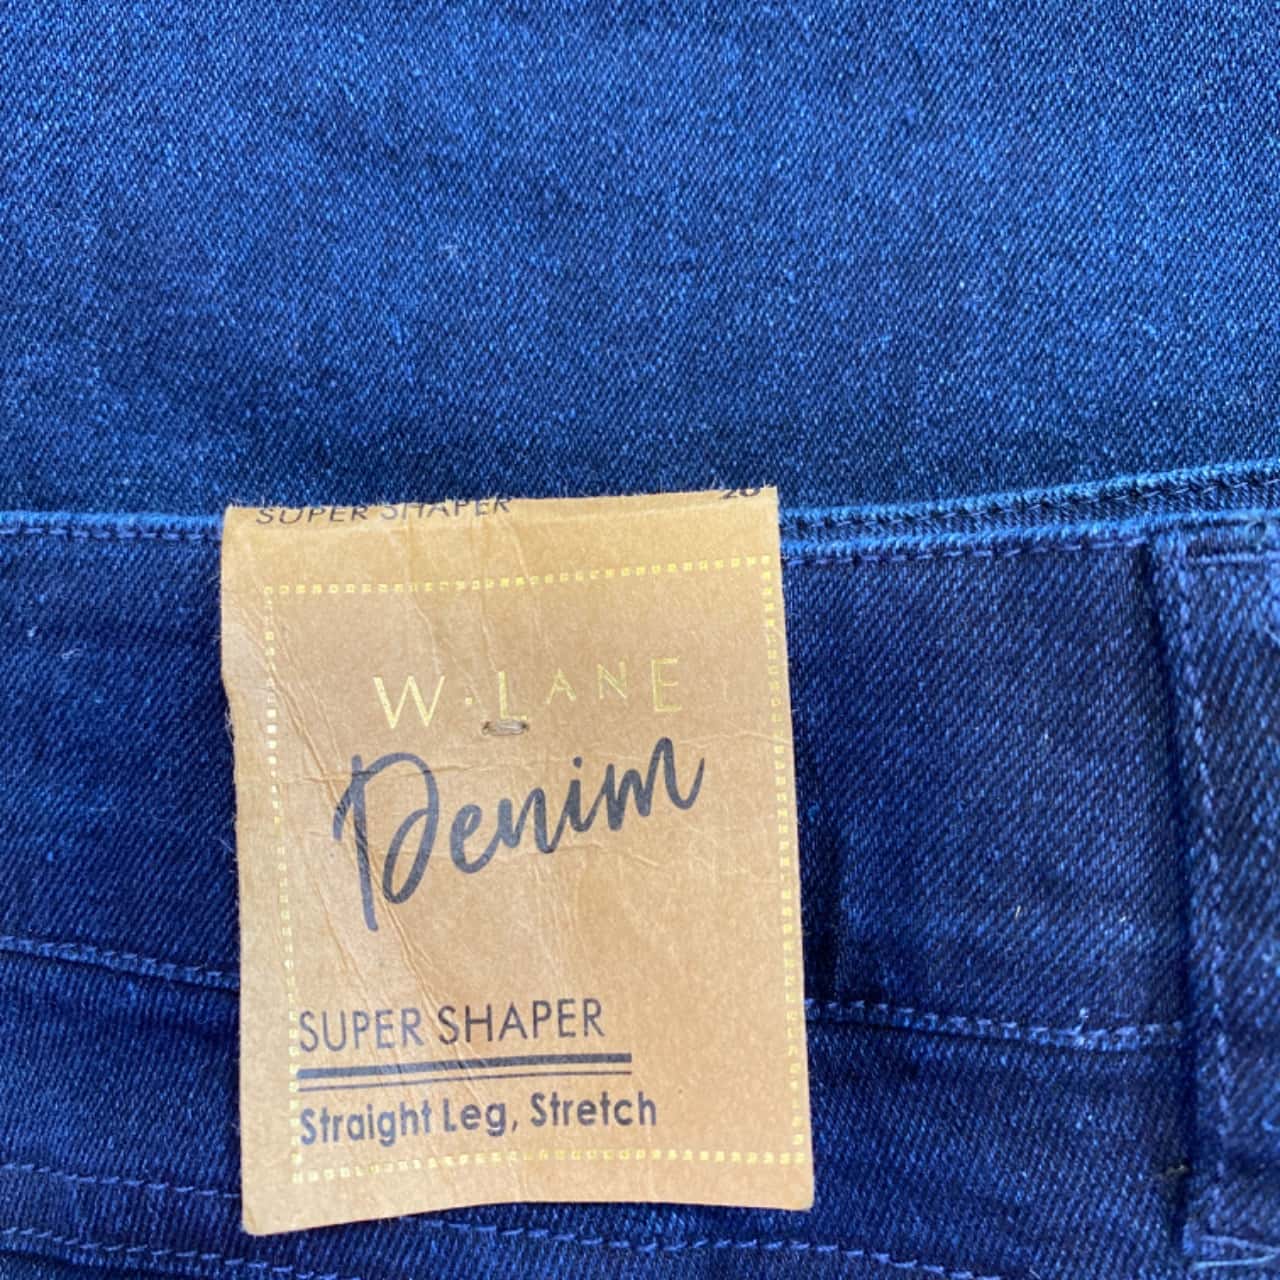 SUPER SHAPER
W·LANE
Denim
SUPER SHAPER
Straight Leg, Stretch